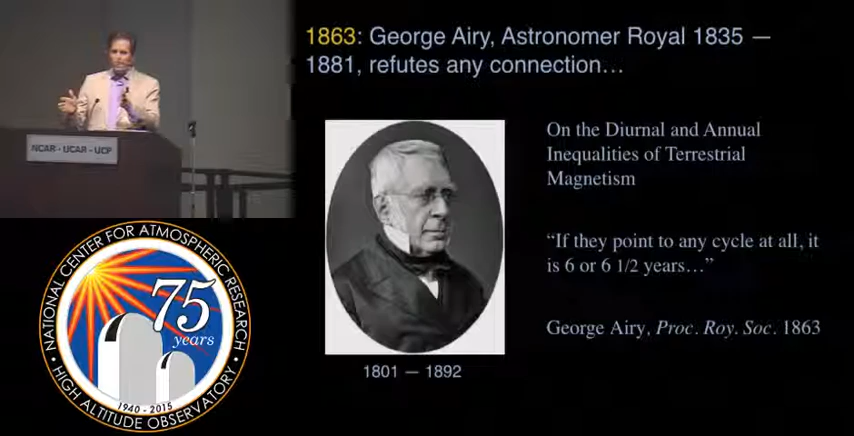 1863: George Airy, Astronomer Royal 1835 —
1881, refutes any connection…
NCAR - UCAR - UCP
On the Diurnal and Annual
Inequalities of Terrestrial
Magnetism
“If they point to any cycle at all, it
is 6 or 6 1/2 years…”
George Airy, Proc. Roy. Soc. 1863
1801 — 1892
NATIONAL CENTER FOR ATMOSPHERIC RESEARCH
75
years
1940 - 2015
• HIGH ALTITUDE OBSERVATORY •